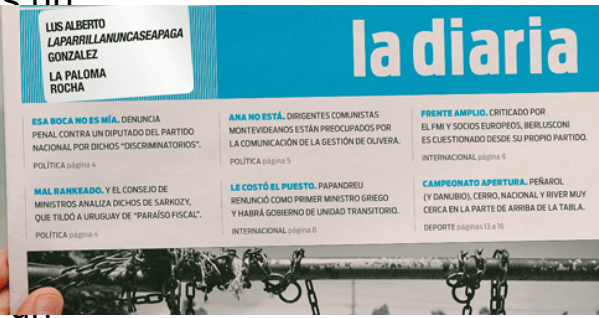 LUS ALBERTO
LAPARRILLANUNCASEAPAGA
GONZALEZ
LA PALOMA
ROCHA
la diaria
ESA BOCA NO ES MÍA. DENUNCIA
PENAL CONTRA UN DIPUTADO DEL PARTIDO
NACIONAL POR DICHOS “DISCRIMINATORIOS”.
POLÍTICA página 4
ANA NO ESTÁ. DIRIGENTES COMUNISTAS
MONTEVIDEANOS ESTÁN PREOCUPADOS POR
LA COMUNICACIÓN DE LA GESTIÓN DE OLIVERA.
POLÍTICA página 5
FRENTE AMPLIO. CRITICADO POR
EL FMI Y SOCIOS EUROPEOS, BERLUSCONI
ES CUESTIONADO DESDE SU PROPIO PARTIDO.
INTERNACIONAL página 9
MAL RANKEADO. Y EL CONSEJO DE
MINISTROS ANALIZA DICHOS DE SARKOZY,
QUE TILDÓ A URUGUAY DE “PARAÍSO FISCAL”.
POLÍTICA página 4
LE COSTÓ EL PUESTO. PAPANDREU
RENUNCIÓ COMO PRIMER MINISTRO GRIEGO
Y HABRÁ GOBIERNO DE UNIDAD TRANSITORIO.
INTERNACIONAL página 8
CAMPEONATO APERTURA. PEÑAROL
(Y DANUBIO), CERRO, NACIONAL Y RIVER MUY
CERCA EN LA PARTE DE ARRIBA DE LA TABLA.
DEPORTE páginas 13 a 16